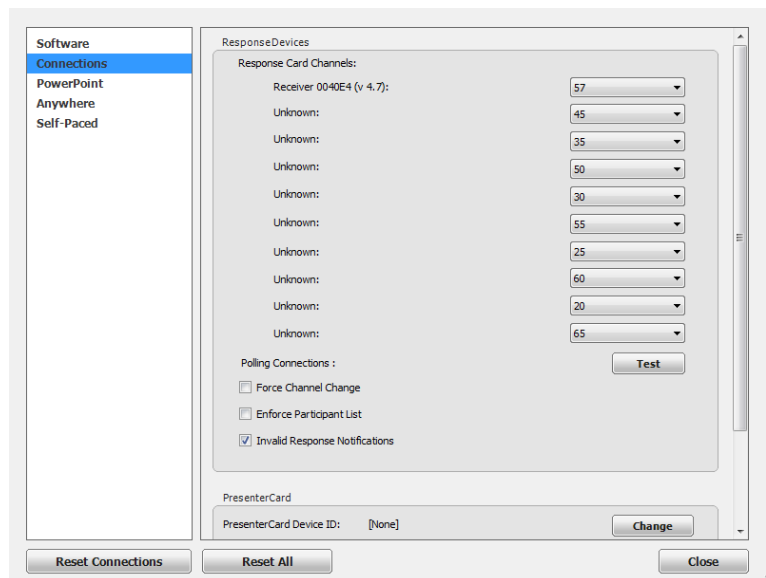 Software
Connections
PowerPoint
Anywhere
Self-Paced
ResponseDevices
Response Card Channels:
Receiver 0040E4 (v 4.7): 57
Unknown: 45
Unknown: 35
Unknown: 50
Unknown: 30
Unknown: 55
Unknown: 25
Unknown: 60
Unknown: 20
Unknown: 65
Polling Connections : Test
Force Channel Change
Enforce Participant List
Invalid Response Notifications
PresenterCard
PresenterCard Device ID: [None] Change
Reset Connections Reset All Close